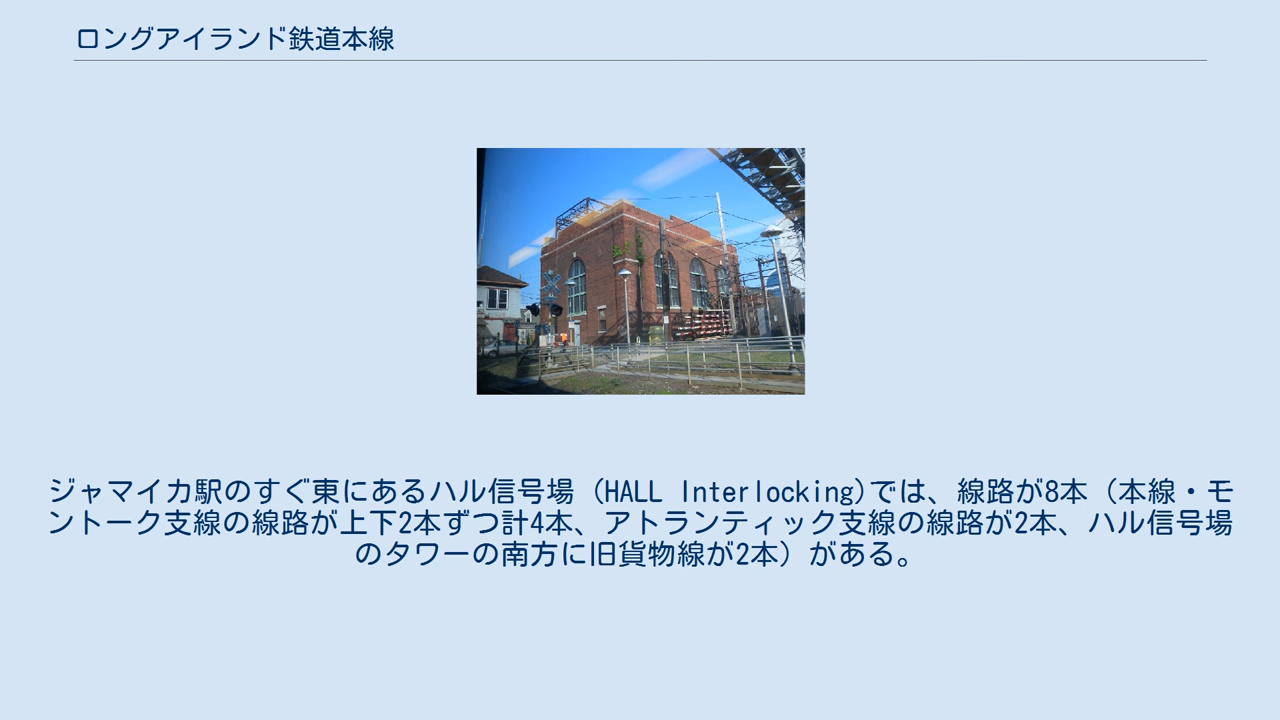 ロングアイランド鉄道本線
ジャマイカ駅のすぐ東にあるハル信号場（HALL Interlocking)では、線路が8本（本線・モ
ントーク支線の線路が上下2本ずつ計4本、アトランティック支線の線路が2本、ハル信号場
のタワーの南方に旧貨物線が2本）がある。